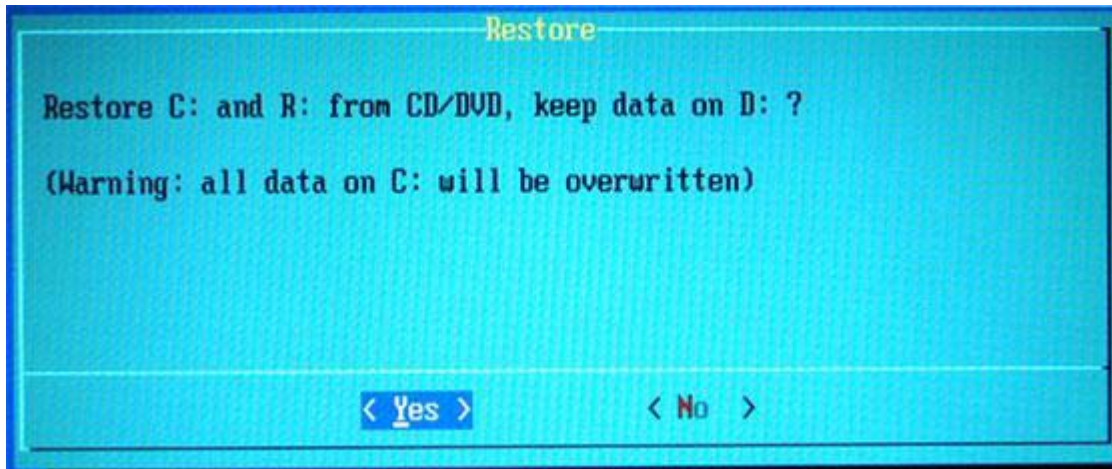 Restore
Restore C: and R: from CD/DVD, keep data on D: ?
(Warning: all data on C: will be overwritten)
< Yes > < No >